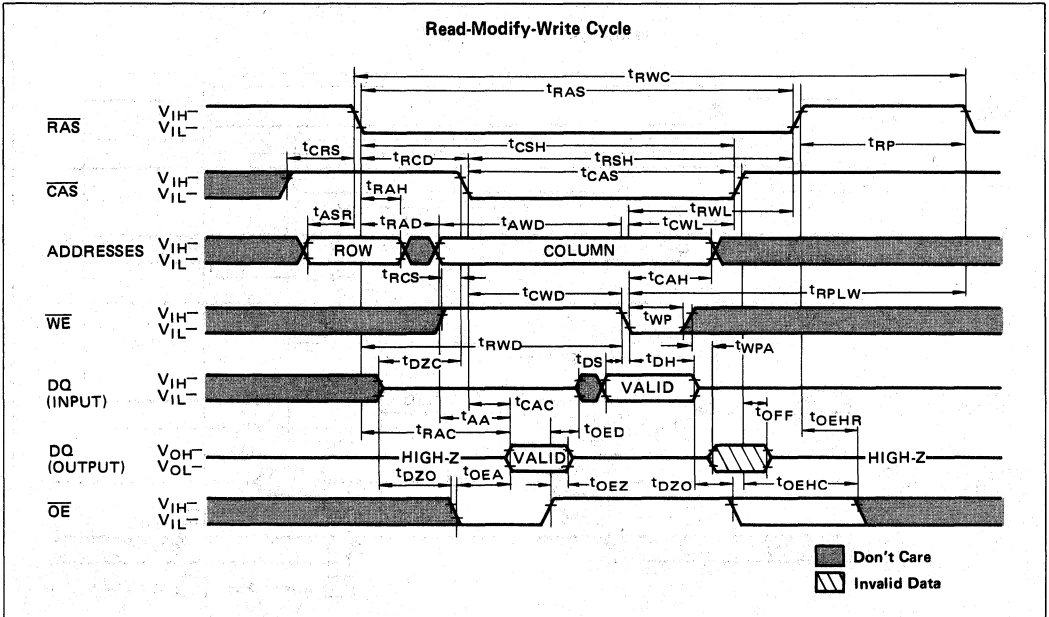 Read-Modify-Write Cycle
tRWC
tRAS
RAS VIH–
VIL–
tRP
tCRS tRCD tCSH tRSH
tCAS
CAS VIH–
VIL–
tRAH
tRWL
tASR tRAD tAWD tCWL
ADDRESSES VIH–
VIL–
ROW COLUMN
tRCS tCAH
tCWD tRPLW
WE VIH–
VIL–
tWP
tRWD
tWPA
tDZC tDS tDH
DQ
(INPUT)
VIH–
VIL–
VALID
tCAC tOFF
tAA tOEHR
tRAC tOED
DQ
(OUTPUT)
VOH–
VOL–
HIGH-Z VALID HIGH-Z
tDZO tOEA tOEZ tDZO tOEHC
OE VIH–
VIL–
Don't Care
Invalid Data